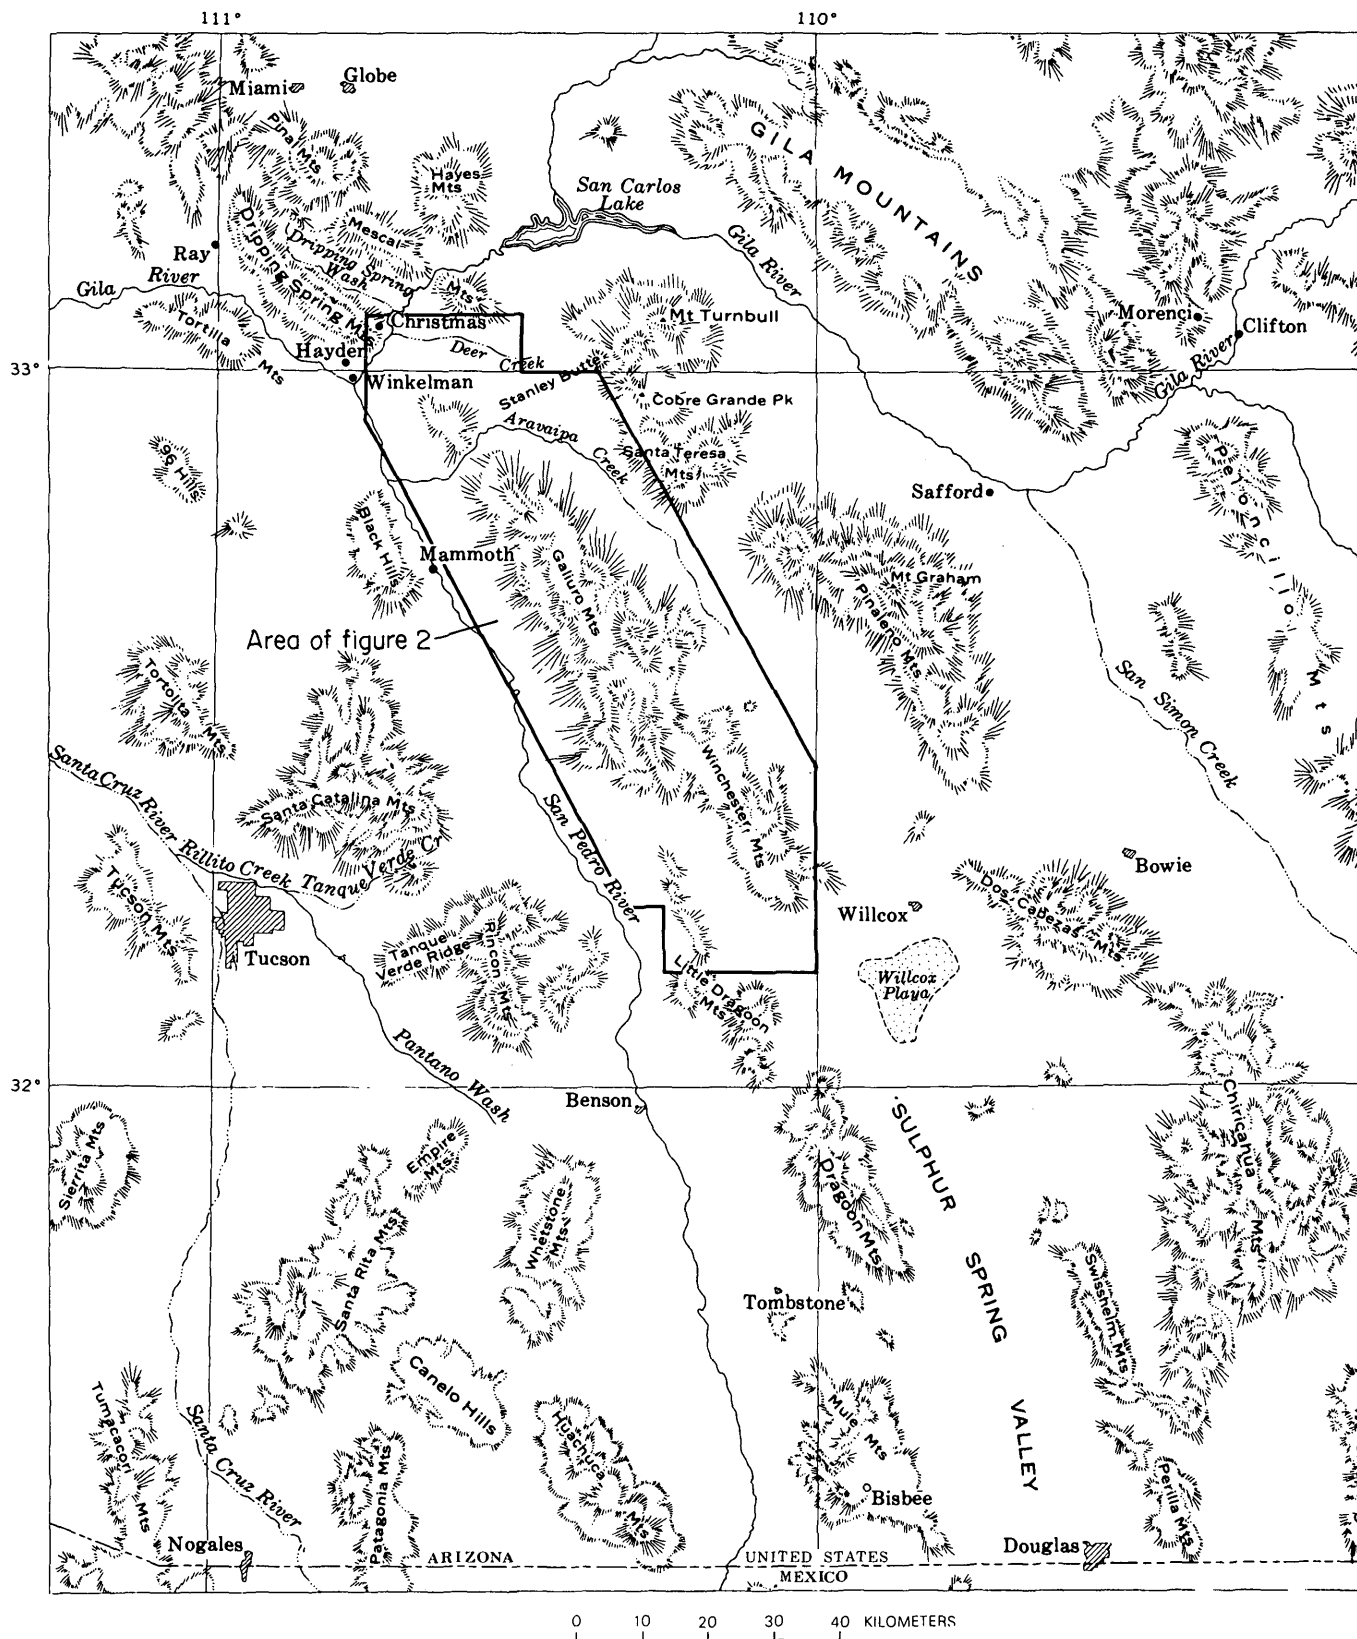 111°
110°
Miami
Globe
Pinal Mts
Hayes
Mts
GILA MOUNTAINS
San Carlos
Lake
Gila River
Ray
Dripping Spring Mts
Dripping Spring
Wash
Mescal
Mts
Gila River
Tortilla Mts
Christmas
Hayden
Winkelman
Deer Creek
Mt Turnbull
Morenci
Clifton
Gila River
33°
Stanley Butte
Cobre Grande Pk
Aravaipa Creek
Santa Teresa
Mts
96 Hills
Safford
Peloncillo Mts
Black Hills
Mammoth
Galiuro Mts
Mt Graham
Pinaleno Mts
Area of figure 2
Tortolita Mts
San Simon Creek
Santa Cruz River
Santa Catalina Mts
Winchester Mts
San Pedro River
Rillito Creek
Tanque Verde Cr
Bowie
Tucson Mts
Dos Cabezas Mts
Willcox
Tucson
Tanque
Verde Ridge
Rincon Mts
Willcox
Playa
Little Dragoon
Mts
Pantano Wash
32°
Benson
SULPHUR SPRING VALLEY
Chiricahua Mts
Sierrita Mts
Empire
Mts
Dragoon Mts
Whetstone
Mts
Santa Rita Mts
Swisshelm Mts
Tombstone
Canelo Hills
Tumacacori Mts
Santa Cruz River
Patagonia Mts
Huachuca Mts
Mule Mts
Perilla Mts
Bisbee
Nogales
ARIZONA
UNITED STATES
MEXICO
Douglas
0 10 20 30 40 KILOMETERS